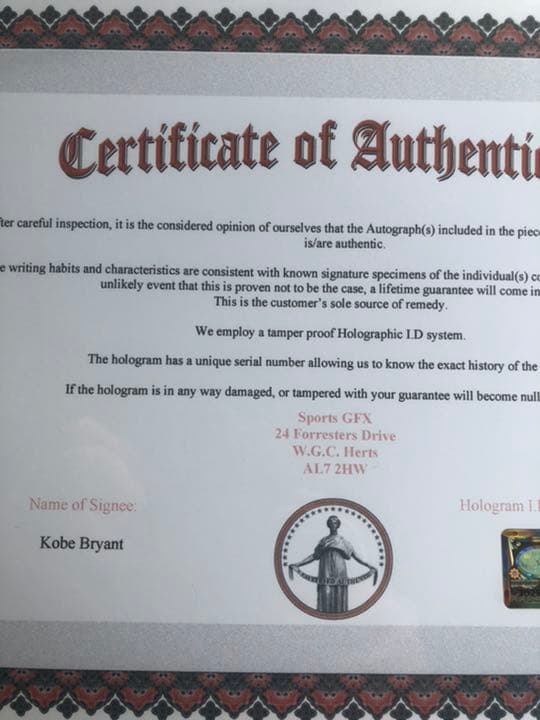 Certificate of Authentic
ter careful inspection, it is the considered opinion of ourselves that the Autograph(s) included in the piec
is/are authentic.
e writing habits and characteristics are consistent with known signature specimens of the individual(s) co
unlikely event that this is proven not to be the case, a lifetime guarantee will come in
This is the customer's sole source of remedy.
We employ a tamper proof Holographic I.D system.
The hologram has a unique serial number allowing us to know the exact history of the
If the hologram is in any way damaged, or tampered with your guarantee will become null
Sports GFX
24 Forresters Drive
W.G.C. Herts
AL7 2HW
Name of Signee:
Hologram I.
Kobe Bryant